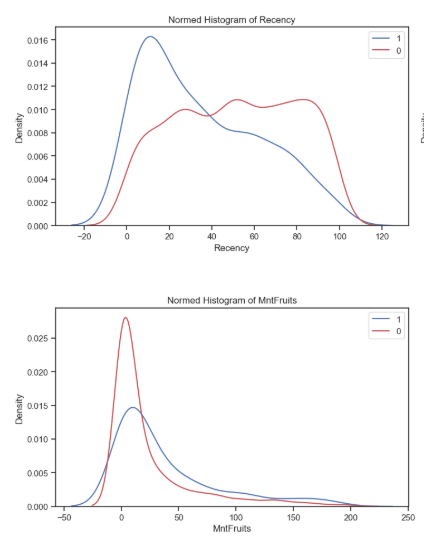 Normed Histogram of Recency
1
0
Density
0.016
0.014
0.012
0.010
0.008
0.006
0.004
0.002
0.000
−20 0 20 40 60 80 100 120
Recency
Density
Normed Histogram of MntFruits
1
0
Density
0.025
0.020
0.015
0.010
0.005
0.000
−50 0 50 100 150 200 250
MntFruits